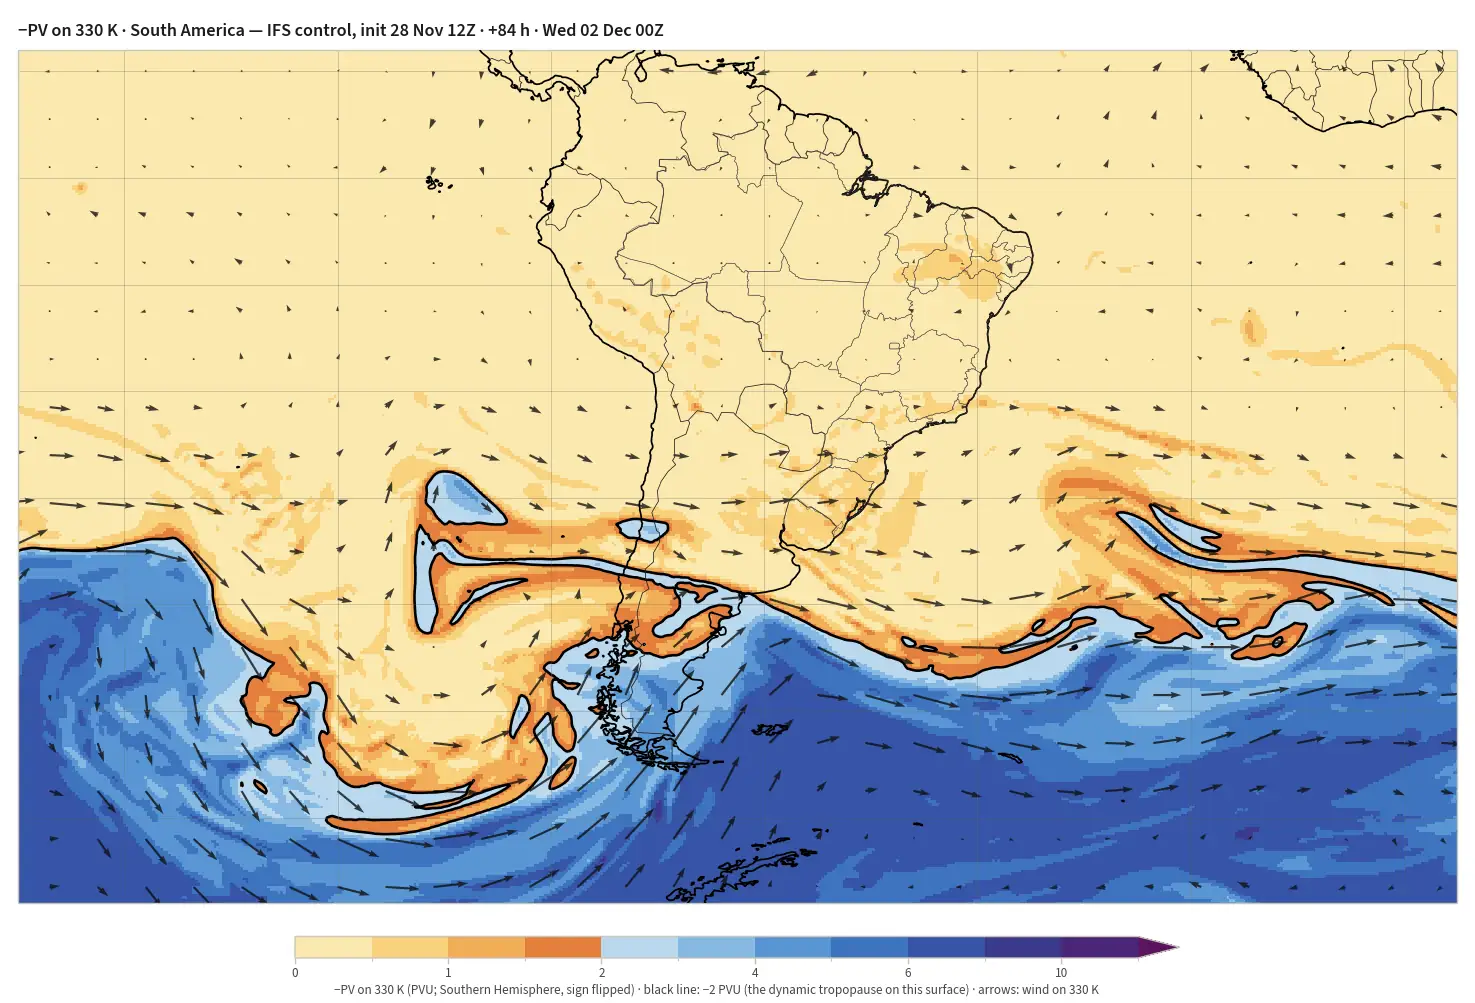 −PV on 330 K · South America — IFS control, init 28 Nov 12Z · +84 h · Wed 02 Dec 00Z
0 1 2 4 6 10
−PV on 330 K (PVU; Southern Hemisphere, sign flipped) · black line: −2 PVU (the dynamic tropopause on this surface) · arrows: wind on 330 K